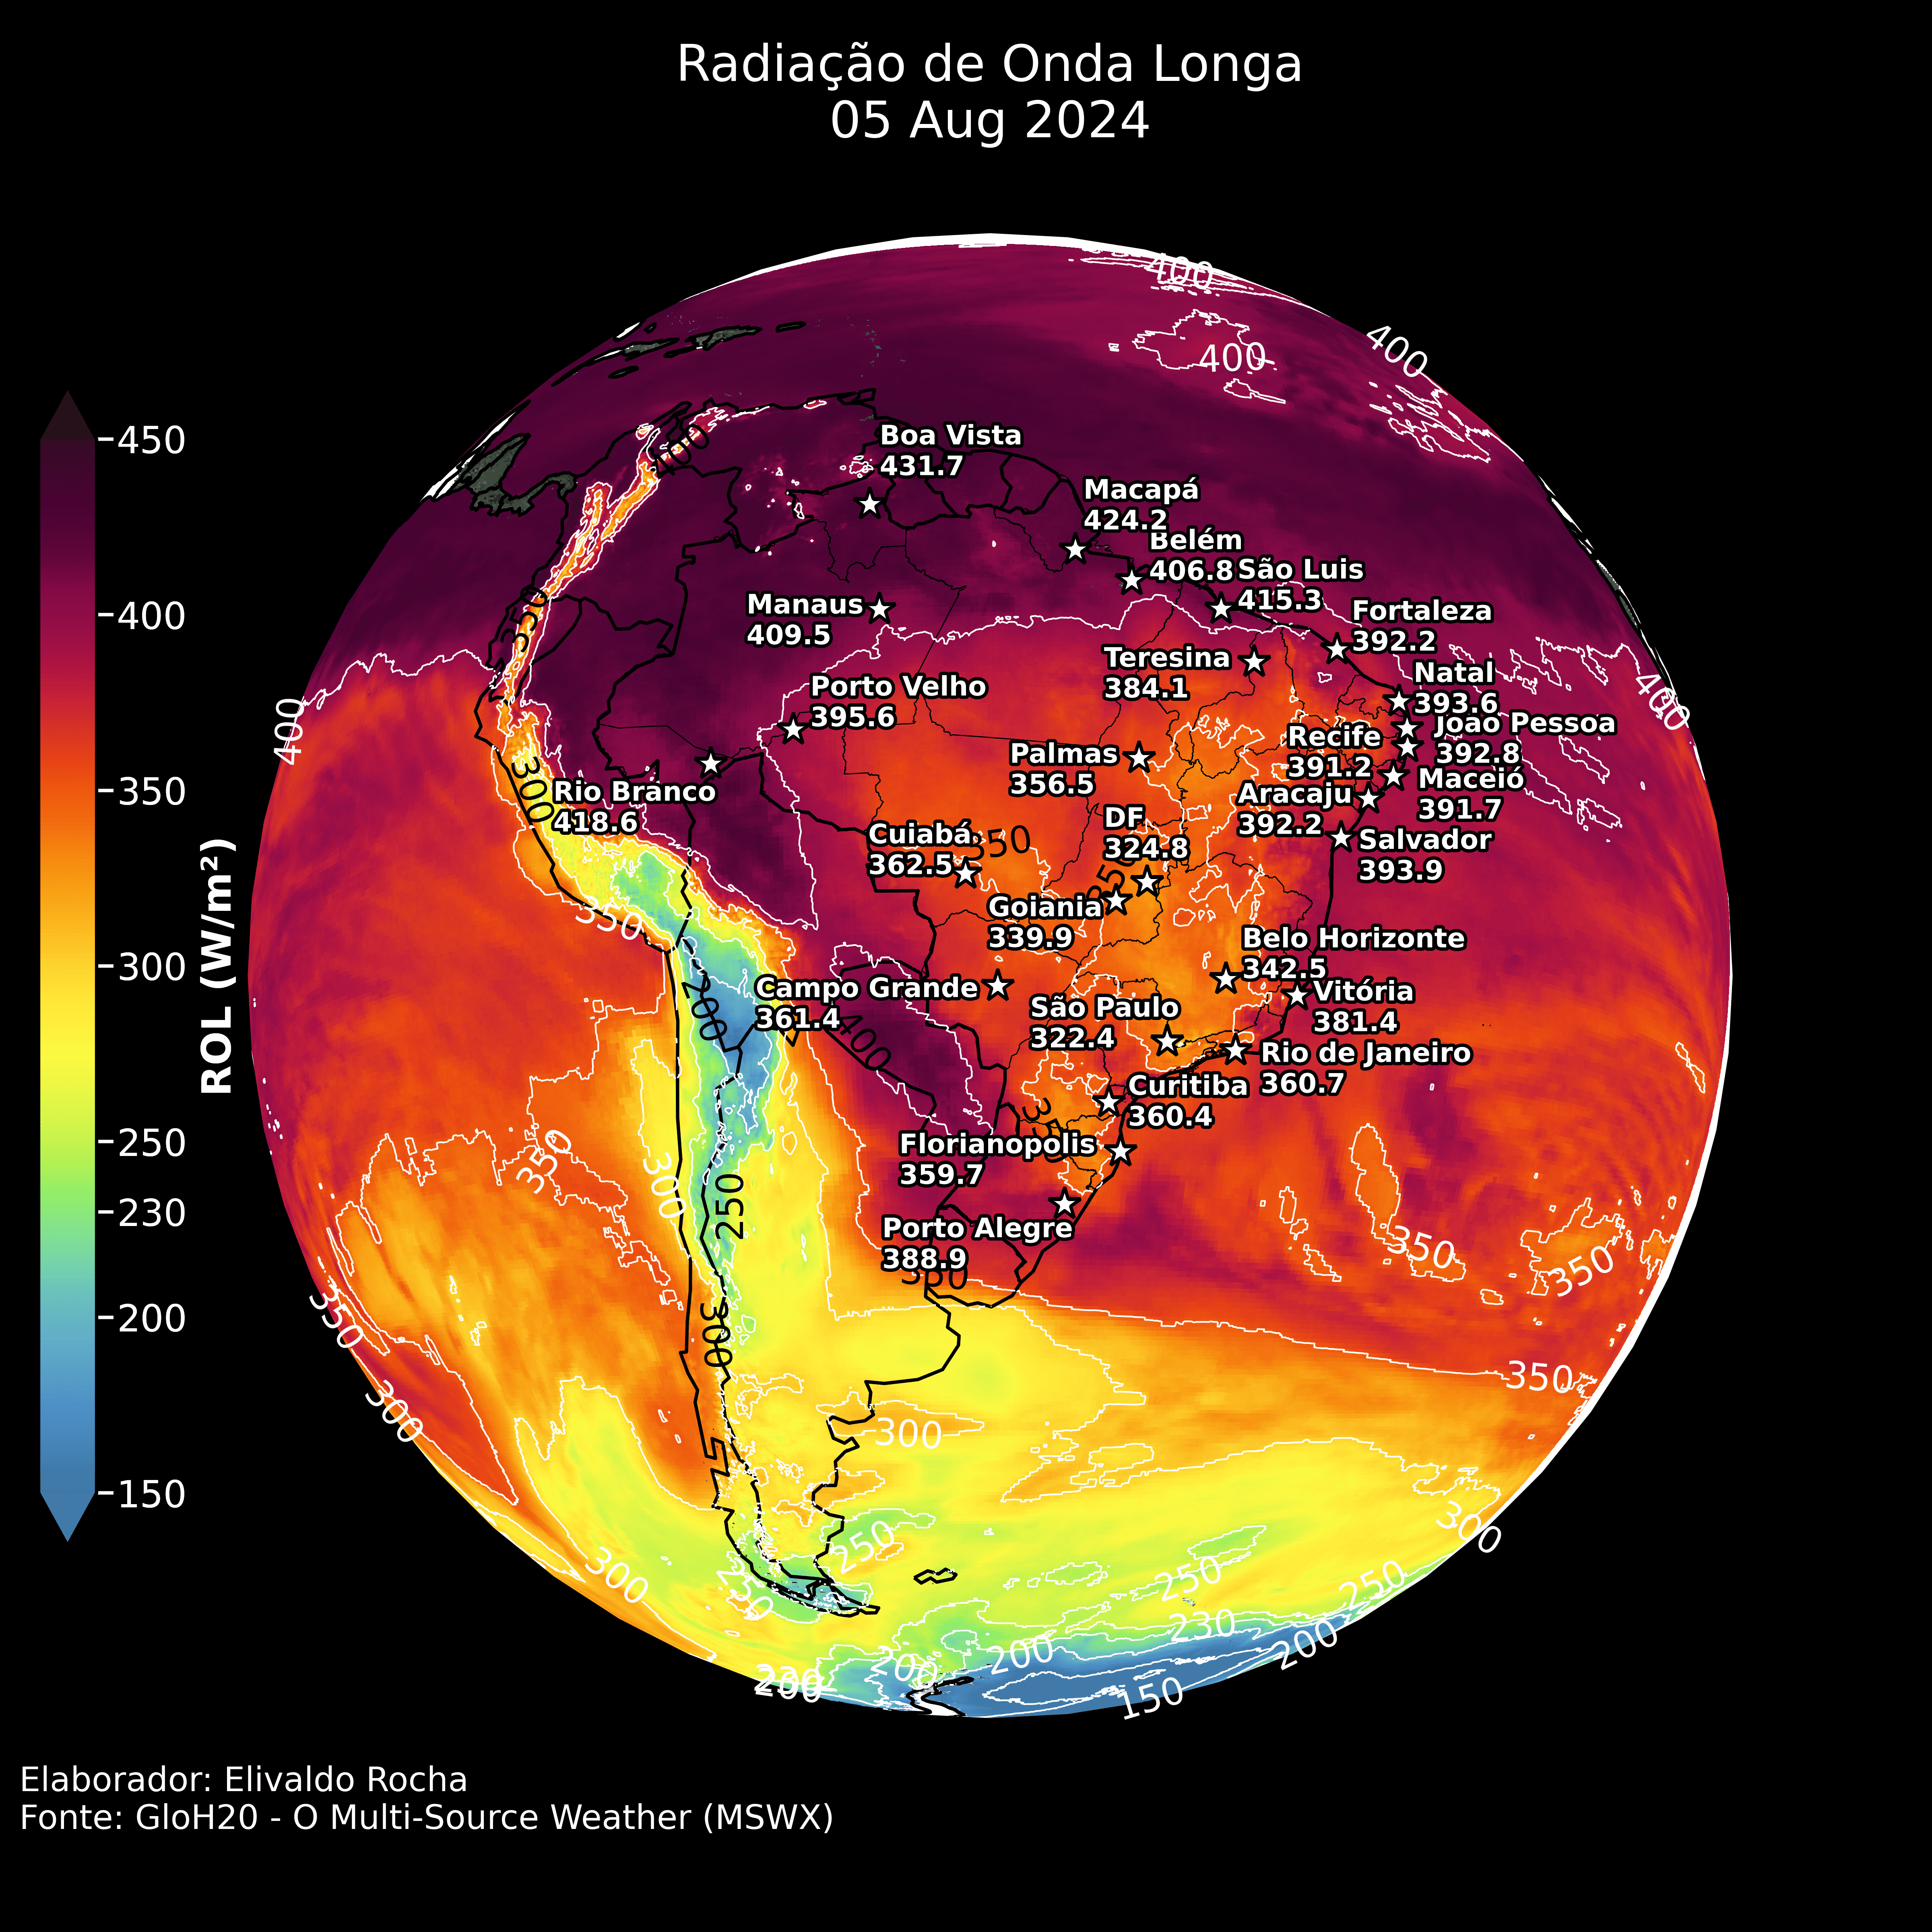 Radiação de Onda Longa
05 Aug 2024
450
400
350
300
250
230
200
150
ROL (W/m²)
400
400
400
400
400
400
350
300
350
200
400
350
350
350
350
300
250
300
350
350
350
350
350
300
300
300
250
250
250
250
230
200
200
200
200
150
300
Boa Vista
431.7
Macapá
424.2
Belém
406.8
São Luis
415.3
Manaus
409.5
Fortaleza
392.2
Teresina
384.1
Natal
393.6
Porto Velho
395.6
João Pessoa
392.8
Recife
391.2
Palmas
356.5
Maceió
391.7
Rio Branco
418.6
Aracaju
392.2
DF
324.8
Cuiabá
362.5
Salvador
393.9
Goiania
339.9
Belo Horizonte
342.5
Campo Grande
361.4
Vitória
381.4
São Paulo
322.4
Rio de Janeiro
360.7
Curitiba
360.4
Florianopolis
359.7
Porto Alegre
388.9
Elaborador: Elivaldo Rocha
Fonte: GloH20 - O Multi-Source Weather (MSWX)